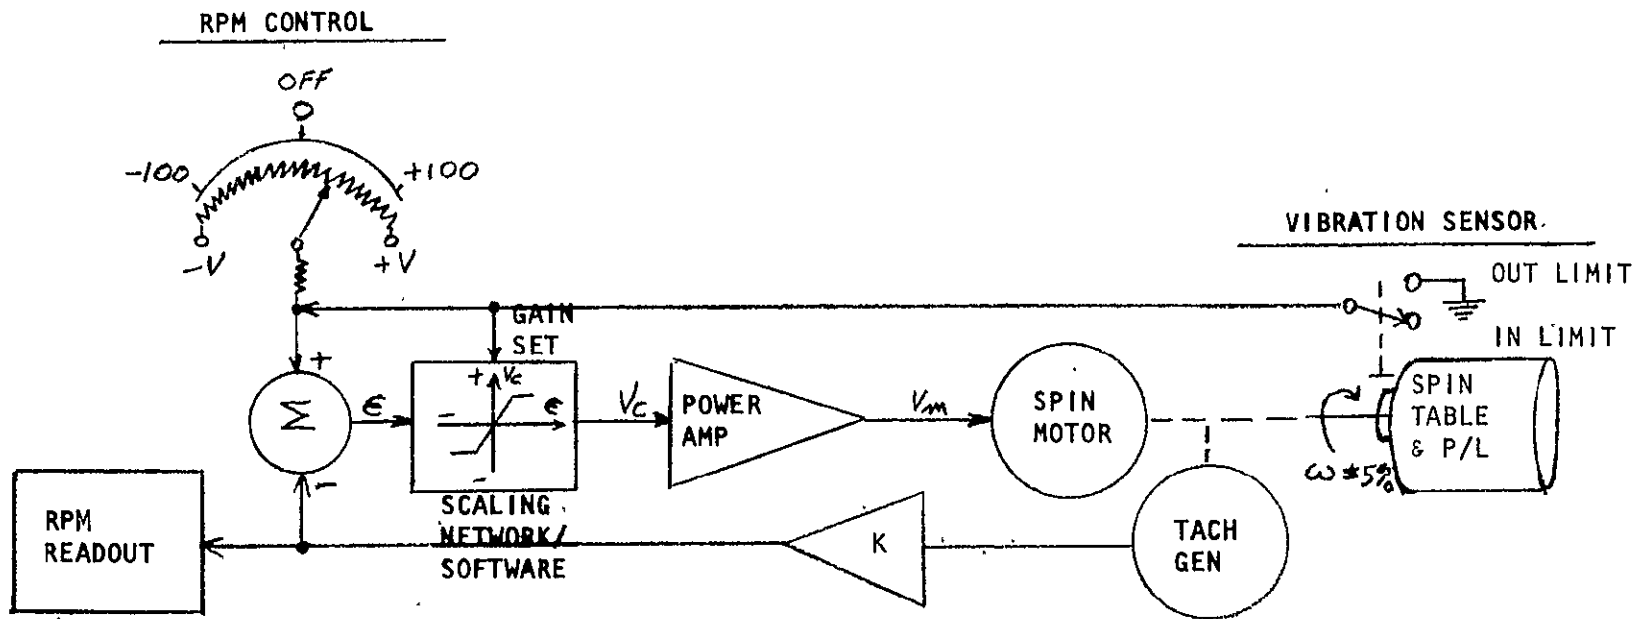 RPM CONTROL
OFF
-100
+100
-V
+V
VIBRATION SENSOR
OUT LIMIT
IN LIMIT
GAIN
SET
+
+ Vc
- ϵ
-
Σ
ϵ
Vc
POWER
AMP
Vm
SPIN
MOTOR
SPIN
TABLE
& P/L
ω ± 5%
-
SCALING
NETWORK/
SOFTWARE
RPM
READOUT
K
TACH
GEN